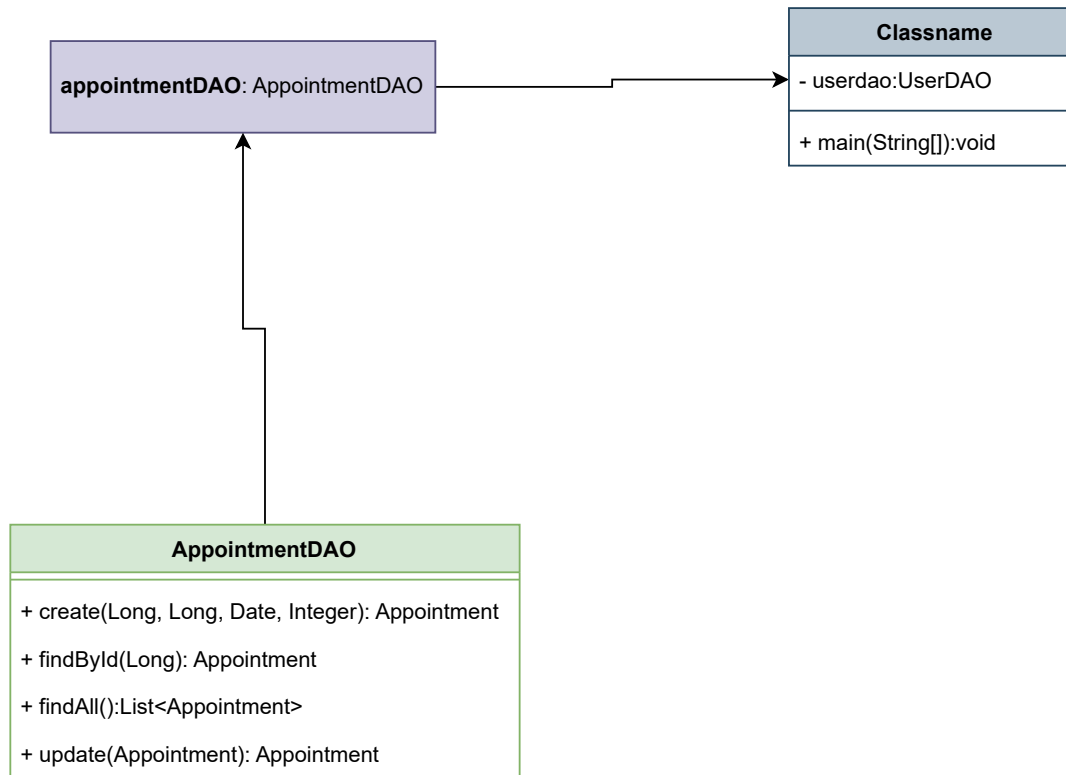 appointmentDAO: AppointmentDAO
Classname
- userdao:UserDAO
+ main(String[]):void
AppointmentDAO
+ create(Long, Long, Date, Integer): Appointment
+ findById(Long): Appointment
+ findAll():List<Appointment>
+ update(Appointment): Appointment